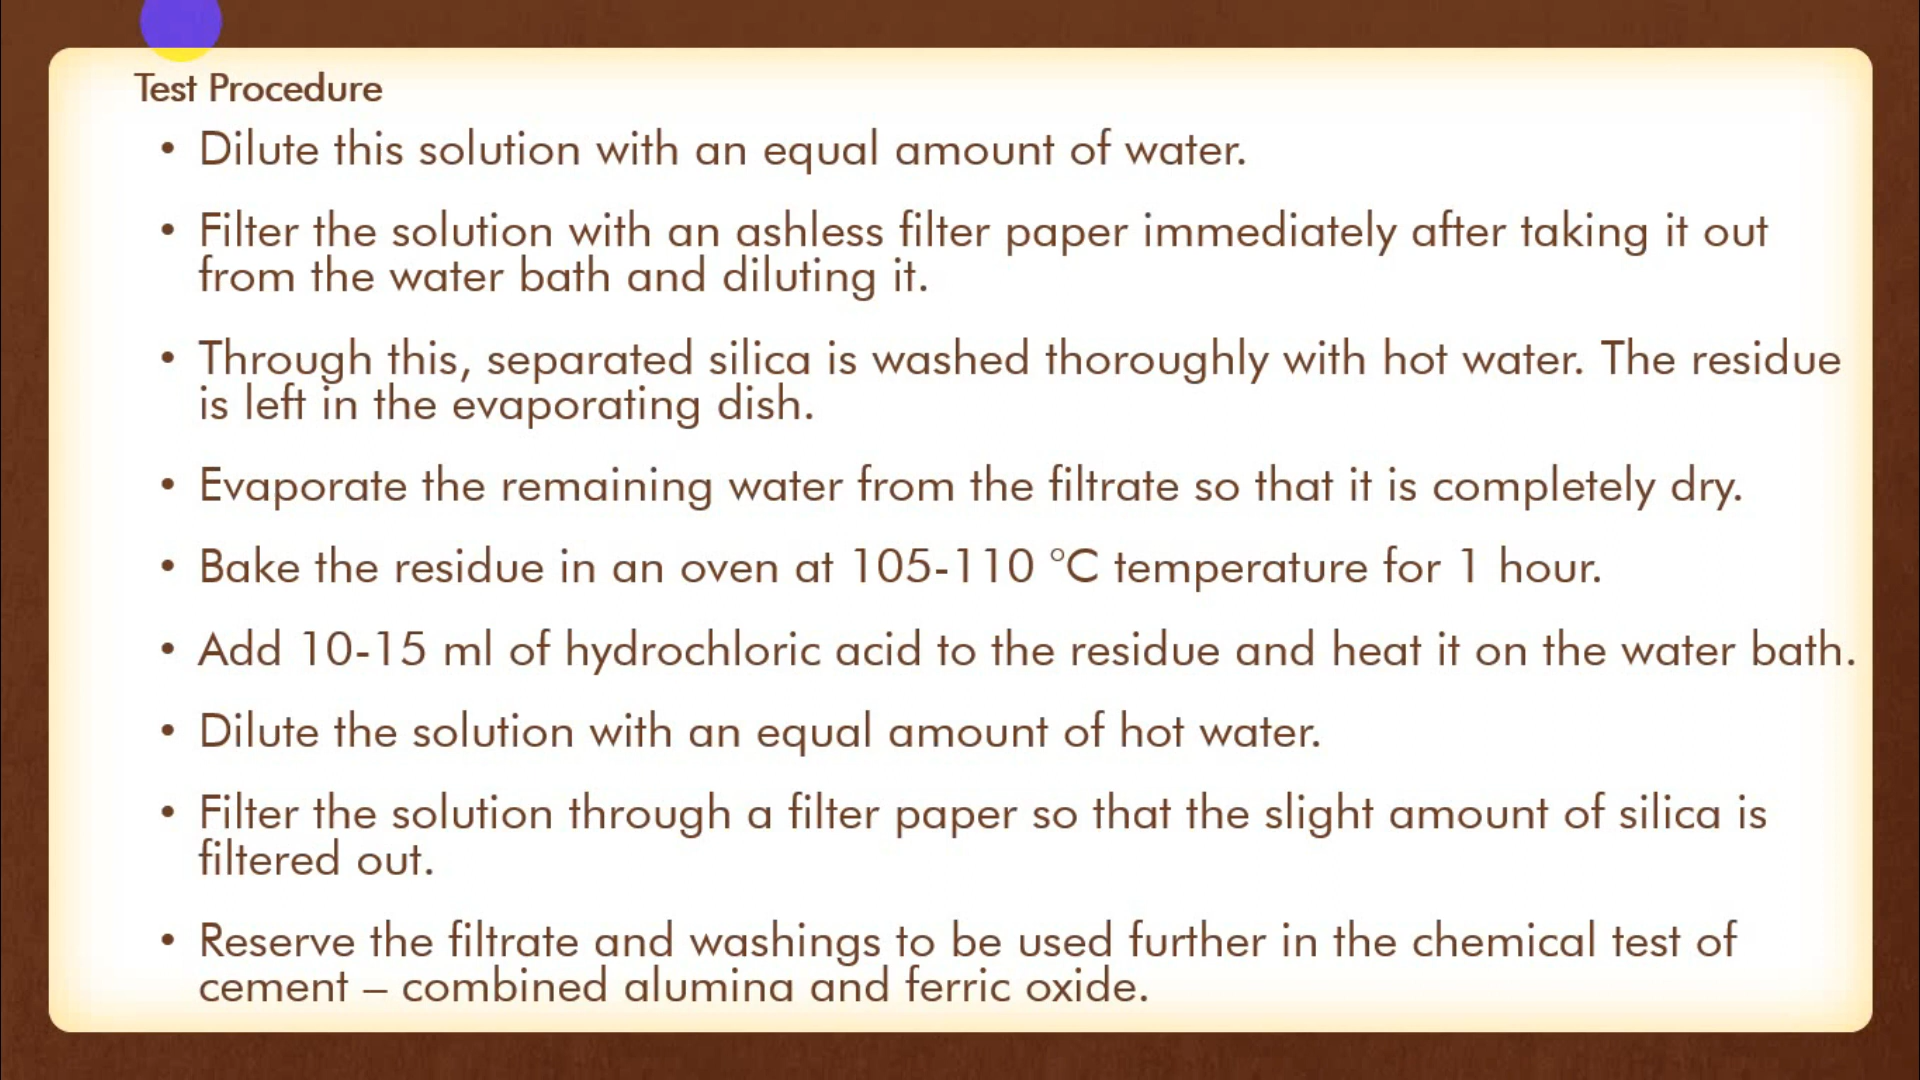 Test Procedure
• Dilute this solution with an equal amount of water.
• Filter the solution with an ashless filter paper immediately after taking it out
from the water bath and diluting it.
• Through this, separated silica is washed thoroughly with hot water. The residue
is left in the evaporating dish.
• Evaporate the remaining water from the filtrate so that it is completely dry.
• Bake the residue in an oven at 105-110 °C temperature for 1 hour.
• Add 10-15 ml of hydrochloric acid to the residue and heat it on the water bath.
• Dilute the solution with an equal amount of hot water.
• Filter the solution through a filter paper so that the slight amount of silica is
filtered out.
• Reserve the filtrate and washings to be used further in the chemical test of
cement – combined alumina and ferric oxide.